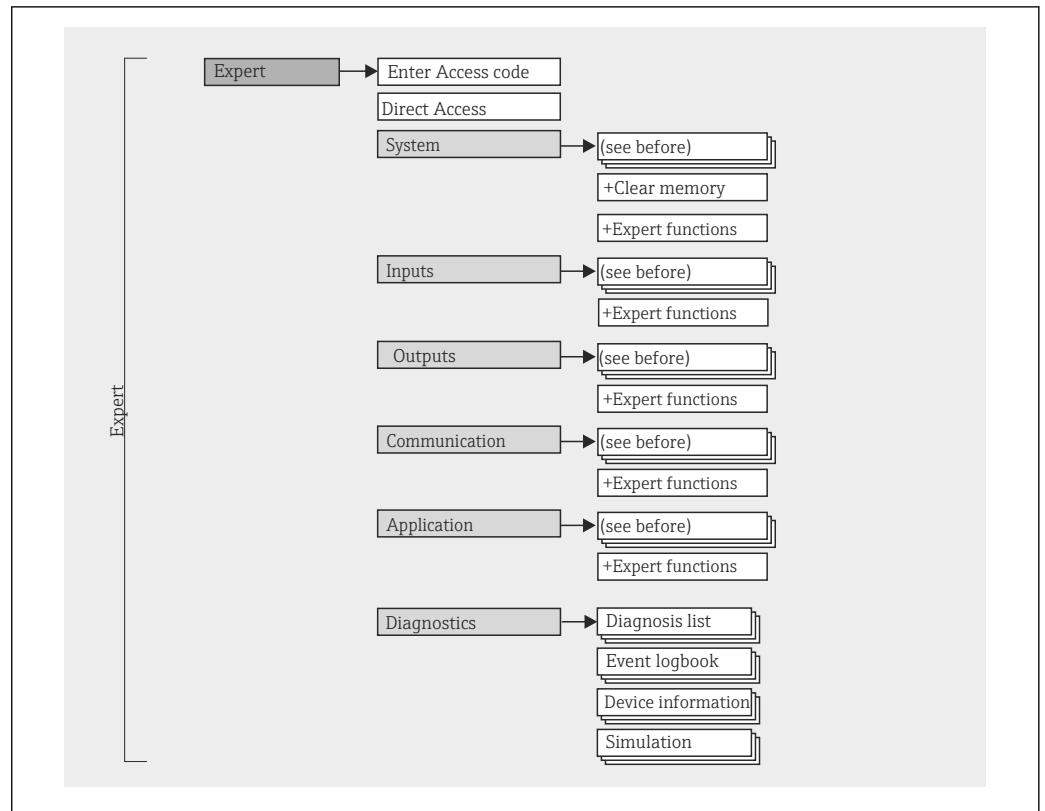 Expert
Enter Access code
Direct Access
System
(see before)
+Clear memory
+Expert functions
Inputs
(see before)
+Expert functions
Outputs
(see before)
+Expert functions
Expert
Communication
(see before)
+Expert functions
Application
(see before)
+Expert functions
Diagnostics
Diagnosis list
Event logbook
Device information
Simulation